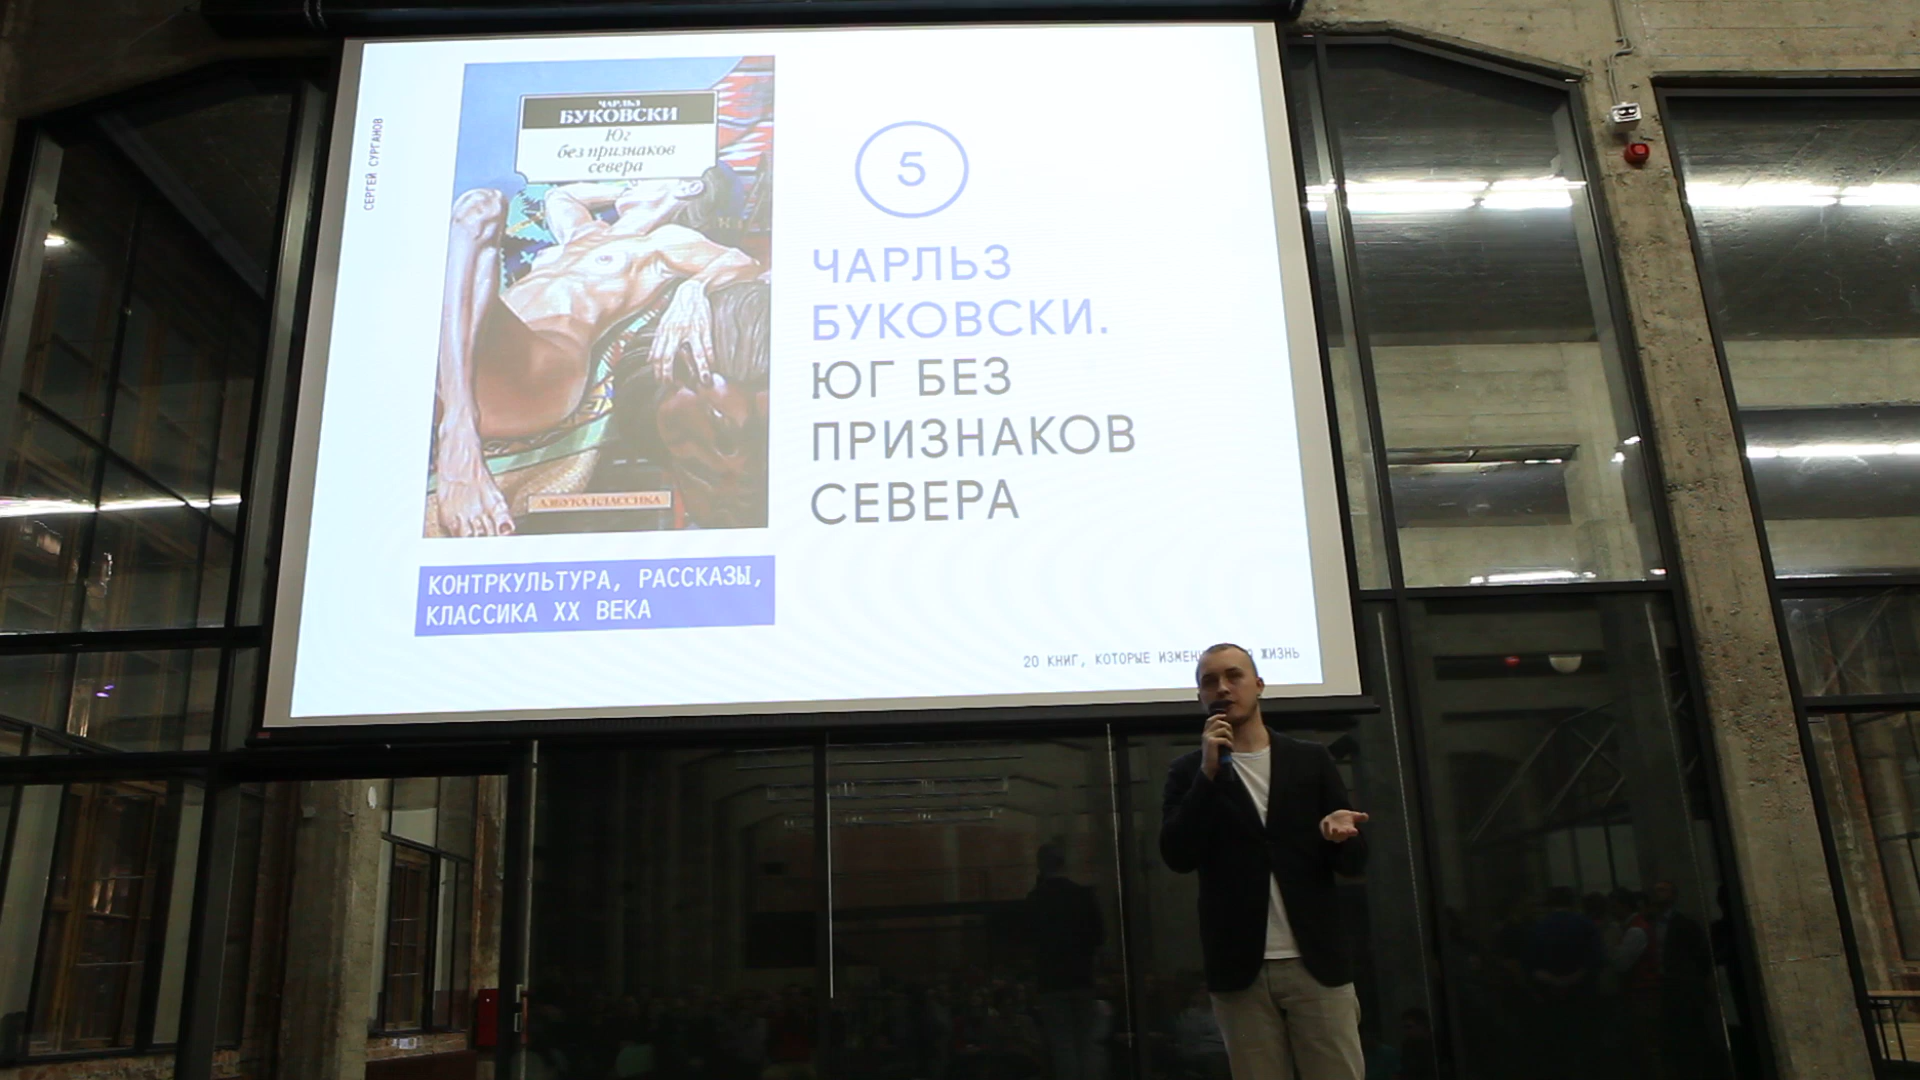 СЕРГЕЙ СУРГАНОВ
ЧАРЛЬЗ
БУКОВСКИ
Юг
без признаков
севера
АЗБУКА КЛАССИКА
КОНТРКУЛЬТУРА, РАССКАЗЫ,
КЛАССИКА XX ВЕКА
5
ЧАРЛЬЗ
БУКОВСКИ.
ЮГ БЕЗ
ПРИЗНАКОВ
СЕВЕРА
20 КНИГ, КОТОРЫЕ ЖИЗНЬ